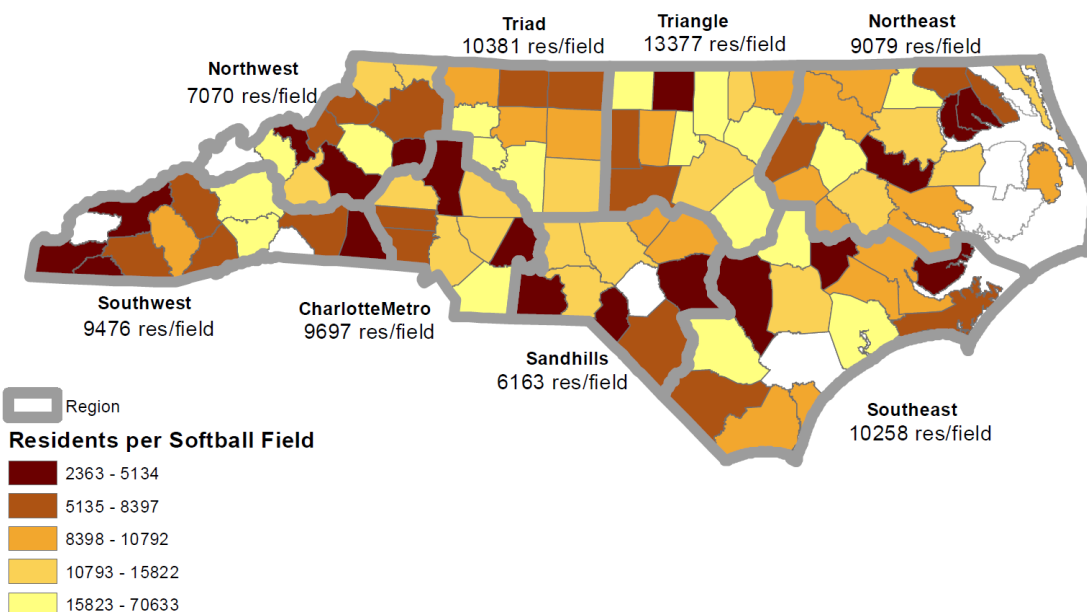 Triad
10381 res/field
Triangle
13377 res/field
Northeast
9079 res/field
Northwest
7070 res/field
Southwest
9476 res/field
CharlotteMetro
9697 res/field
Sandhills
6163 res/field
Southeast
10258 res/field
Region
Residents per Softball Field
2363 - 5134
5135 - 8397
8398 - 10792
10793 - 15822
15823 - 70633